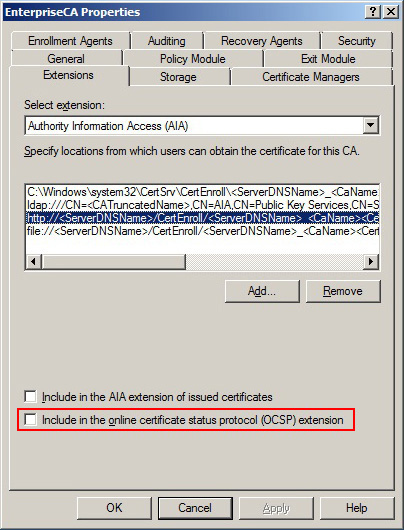 EnterpriseCA Properties
Enrollment Agents Auditing Recovery Agents Security
General Policy Module Exit Module
Extensions Storage Certificate Managers
Select extension:
Authority Information Access (AIA)
Specify locations from which users can obtain the certificate for this CA.
C:\Windows\system32\CertSrv\CertEnroll\<ServerDNSName>_<CaName
ldap:///CN=<CATruncatedName>,CN=AIA,CN=Public Key Services,CN=S
http://<ServerDNSName>/CertEnroll/<ServerDNSName>_<CaName><Ce
file://<ServerDNSName>/CertEnroll/<ServerDNSName>_<CaName><Cert
Add... Remove
Include in the AIA extension of issued certificates
Include in the online certificate status protocol (OCSP) extension
OK Cancel Apply Help